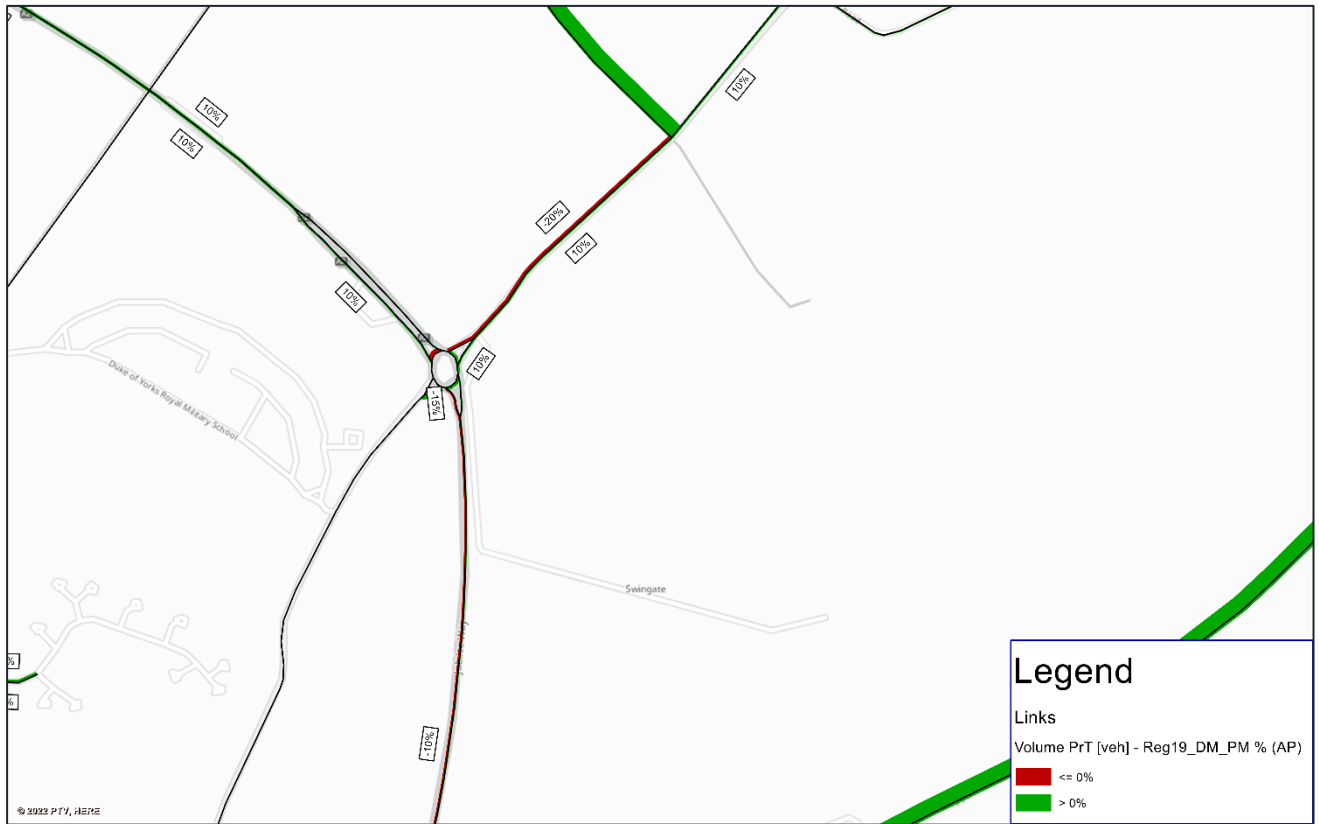 10%
10%
10%
-20%
10%
10%
10%
-15%
Duke of Yorks Royal Military School
Swingate
-10%
%
%
Legend
Links
Volume PrT [veh] - Reg19_DM_PM % (AP)
<= 0%
> 0%
© 2022 PTV, HERE